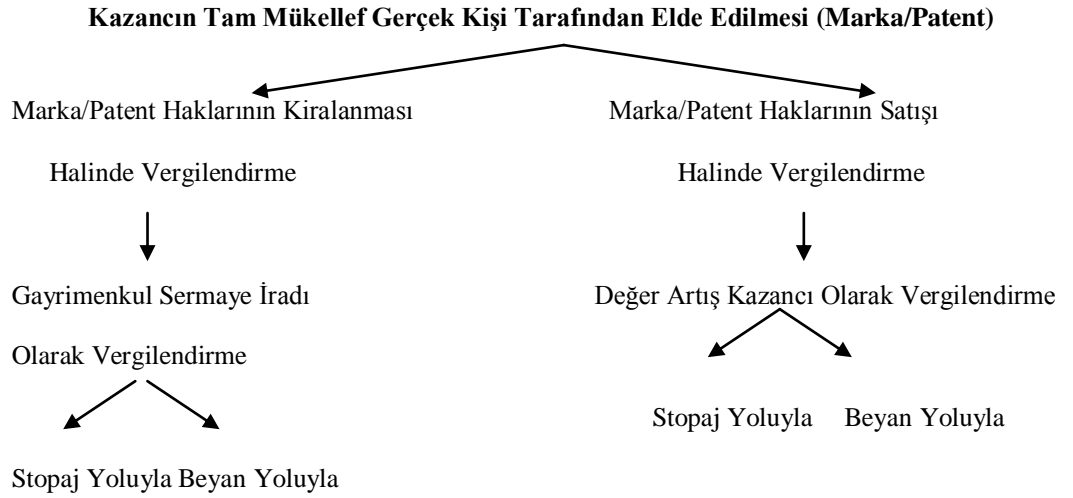 Kazancın Tam Mükellef Gerçek Kişi Tarafından Elde Edilmesi (Marka/Patent)
Marka/Patent Haklarının Kiralanması
Halinde Vergilendirme
Gayrimenkul Sermaye İradı
Olarak Vergilendirme
Stopaj Yoluyla Beyan Yoluyla
Marka/Patent Haklarının Satışı
Halinde Vergilendirme
Değer Artış Kazancı Olarak Vergilendirme
Stopaj Yoluyla Beyan Yoluyla